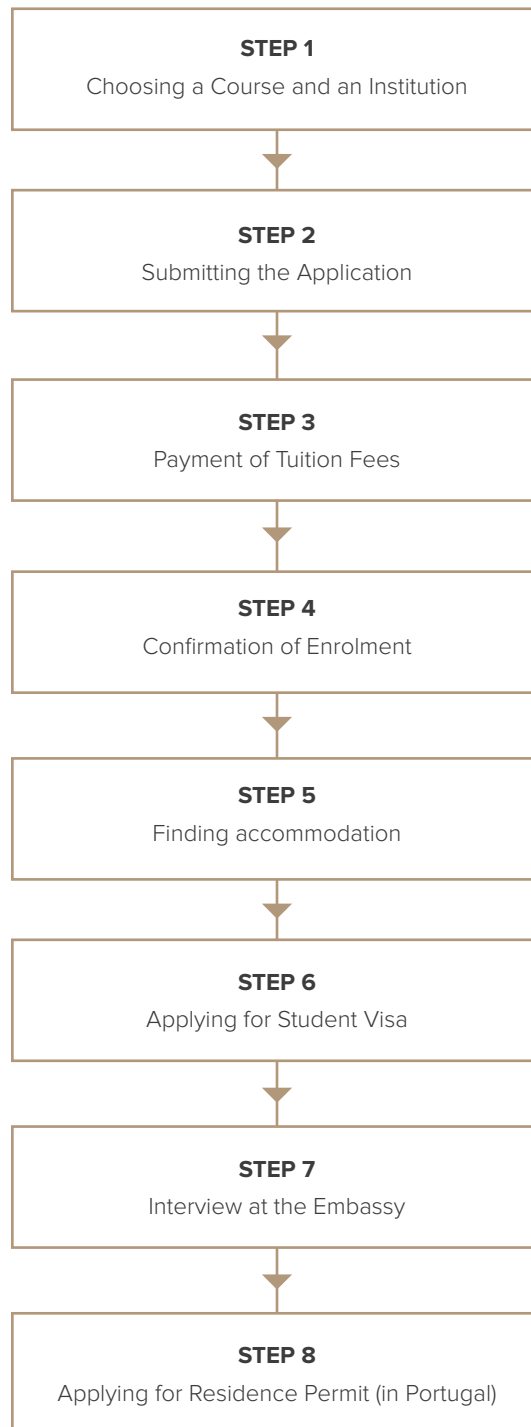 STEP 1
Choosing a Course and an Institution
STEP 2
Submitting the Application
STEP 3
Payment of Tuition Fees
STEP 4
Confirmation of Enrolment
STEP 5
Finding accommodation
STEP 6
Applying for Student Visa
STEP 7
Interview at the Embassy
STEP 8
Applying for Residence Permit (in Portugal)